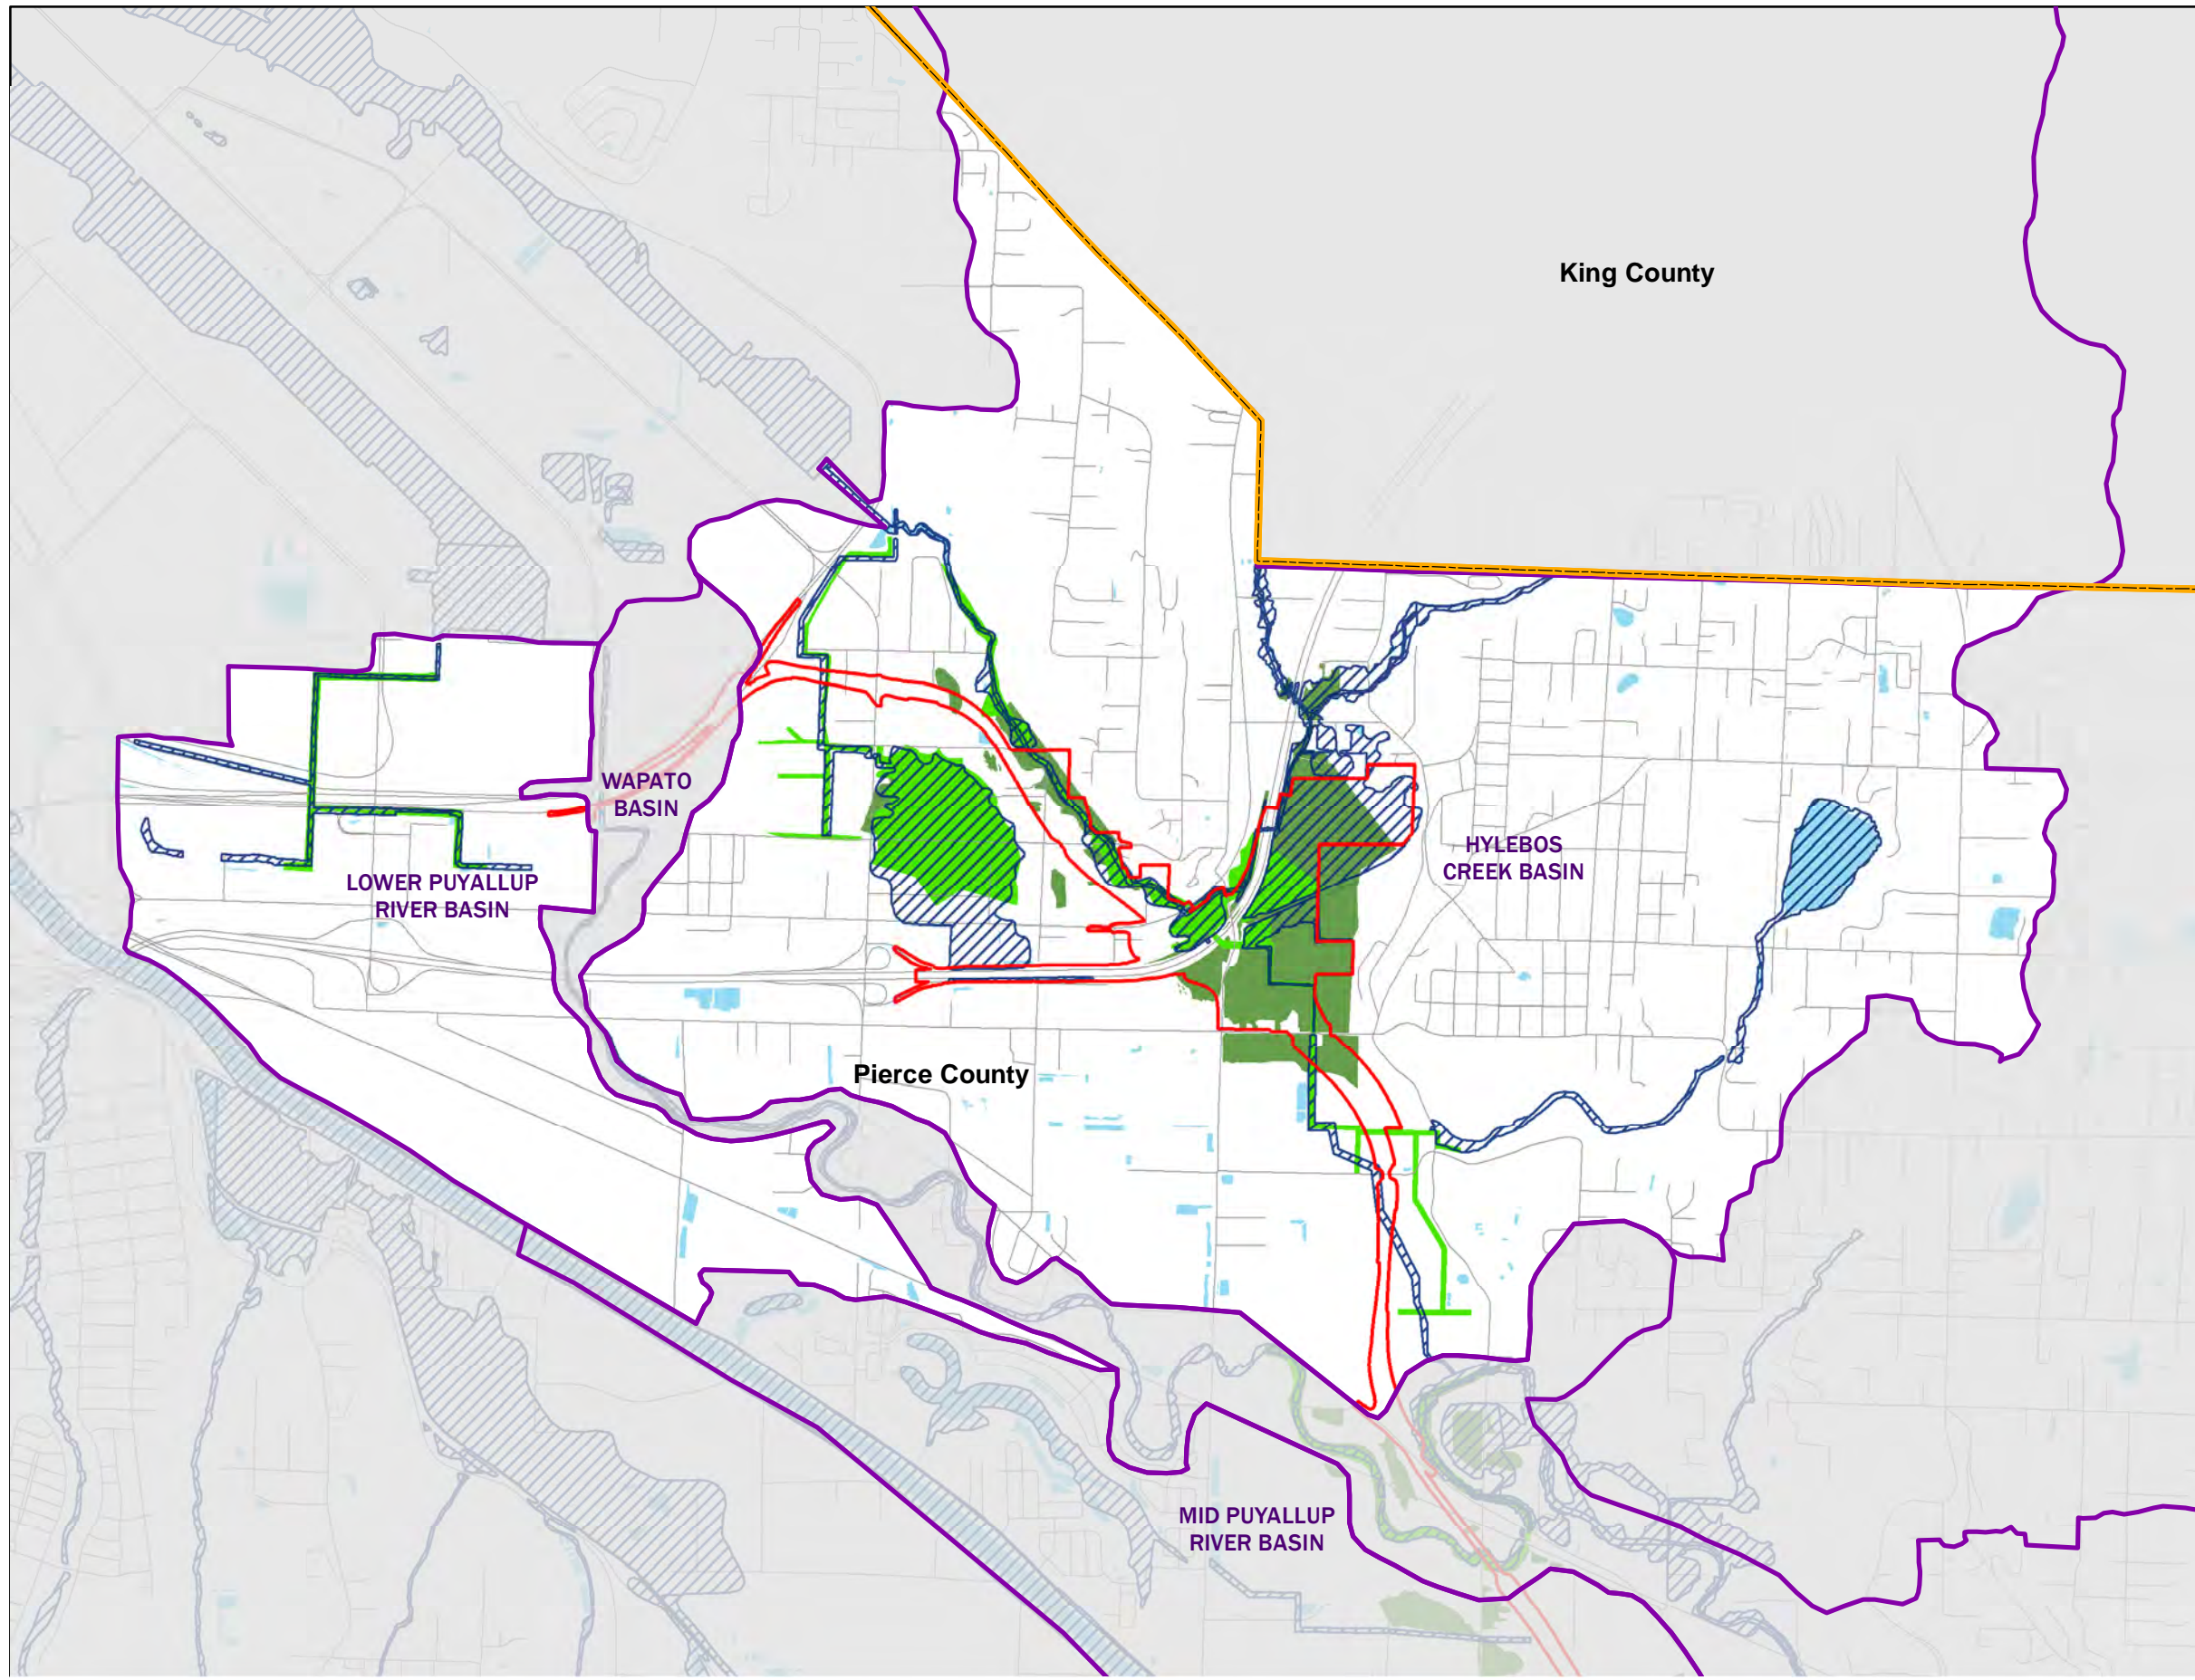 King County
WAPATO
BASIN
HYLEBOS
CREEK BASIN
LOWER PUYALLUP
RIVER BASIN
Pierce County
MID PUYALLUP
RIVER BASIN